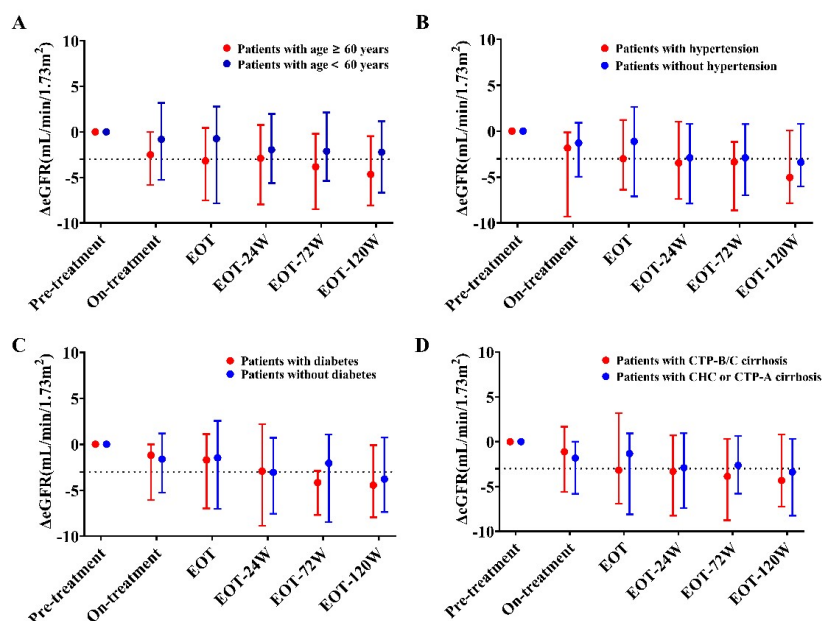 A
Patients with age ≥ 60 years
Patients with age < 60 years
10
5
0
-5
-10
ΔeGFR(mL/min/1.73m²)
Pre-treatment
On-treatment
EOT
EOT-24W
EOT-72W
EOT-120W
B
Patients with hypertension
Patients without hypertension
10
5
0
-5
-10
ΔeGFR(mL/min/1.73m²)
Pre-treatment
On-treatment
EOT
EOT-24W
EOT-72W
EOT-120W
C
Patients with diabetes
Patients without diabetes
10
5
0
-5
-10
ΔeGFR(mL/min/1.73m²)
Pre-treatment
On-treatment
EOT
EOT-24W
EOT-72W
EOT-120W
D
Patients with CTP-B/C cirrhosis
Patients with CHC or CTP-A cirrhosis
10
5
0
-5
-10
ΔeGFR(mL/min/1.73m²)
Pre-treatment
On-treatment
EOT
EOT-24W
EOT-72W
EOT-120W